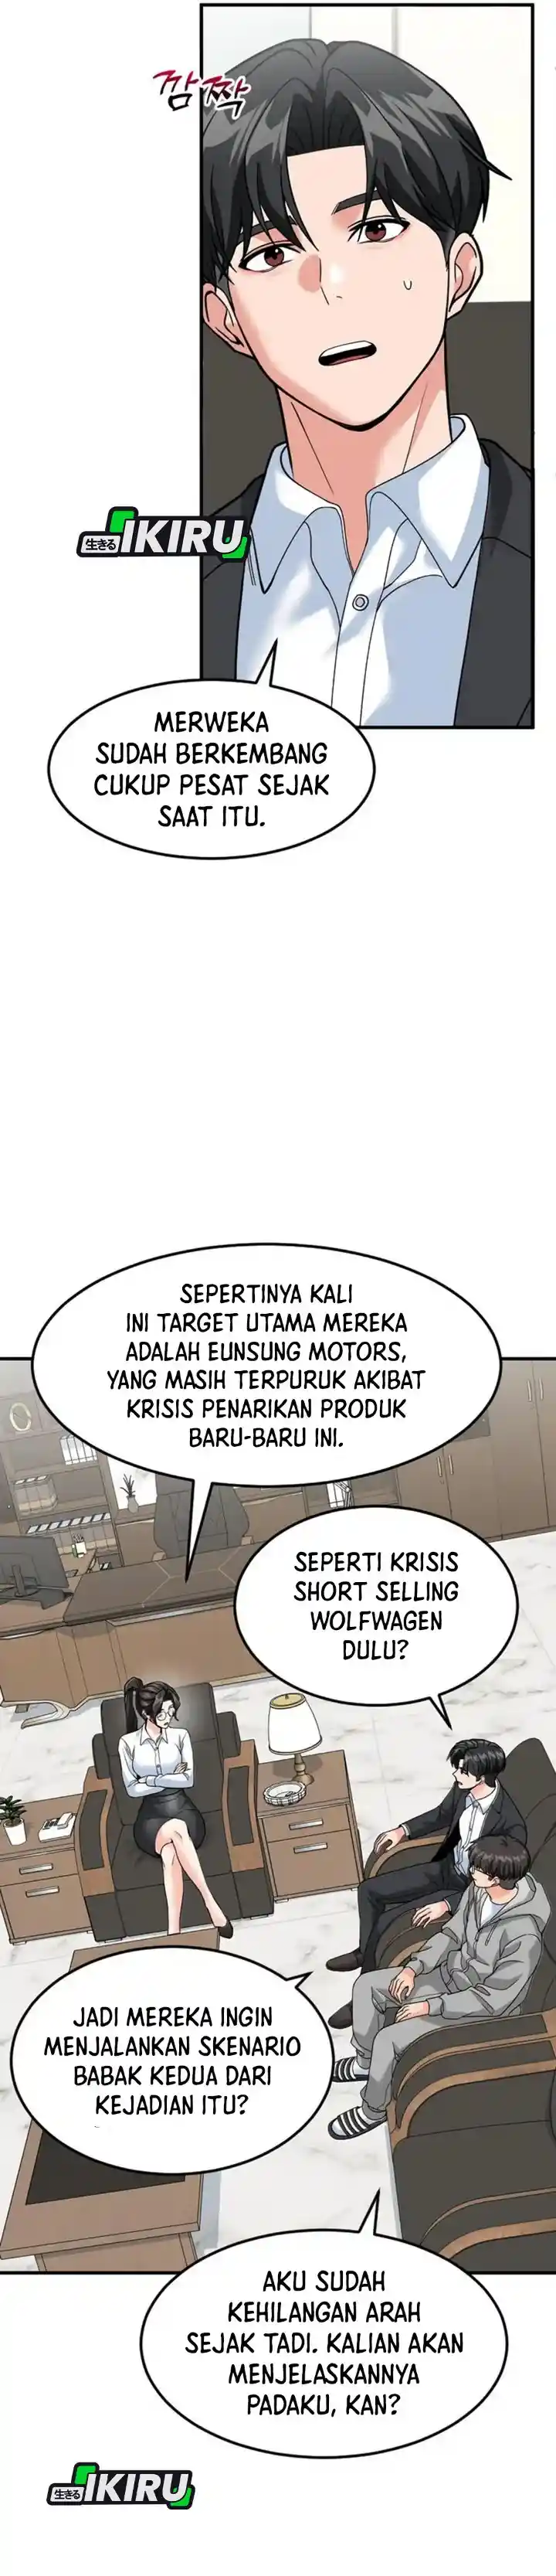 깜짝
生きる IKIRU
MERWEKA
SUDAH BERKEMBANG
CUKUP PESAT SEJAK
SAAT ITU.
SEPERTINYA KALI
INI TARGET UTAMA MEREKA
ADALAH EUNSUNG MOTORS,
YANG MASIH TERPURUK AKIBAT
KRISIS PENARIKAN PRODUK
BARU-BARU INI.
SEPERTI KRISIS
SHORT SELLING
WOLFWAGEN
DULU?
JADI MEREKA INGIN
MENJALANKAN SKENARIO
BABAK KEDUA DARI
KEJADIAN ITU?
AKU SUDAH
KEHILANGAN ARAH
SEJAK TADI. KALIAN AKAN
MENJELASKANNYA
PADAKU, KAN?
生きる IKIRU